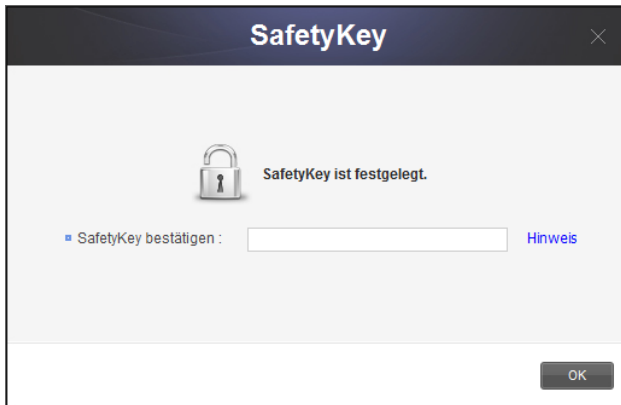 SafetyKey
SafetyKey ist festgelegt.
SafetyKey bestätigen :
Hinweis
OK